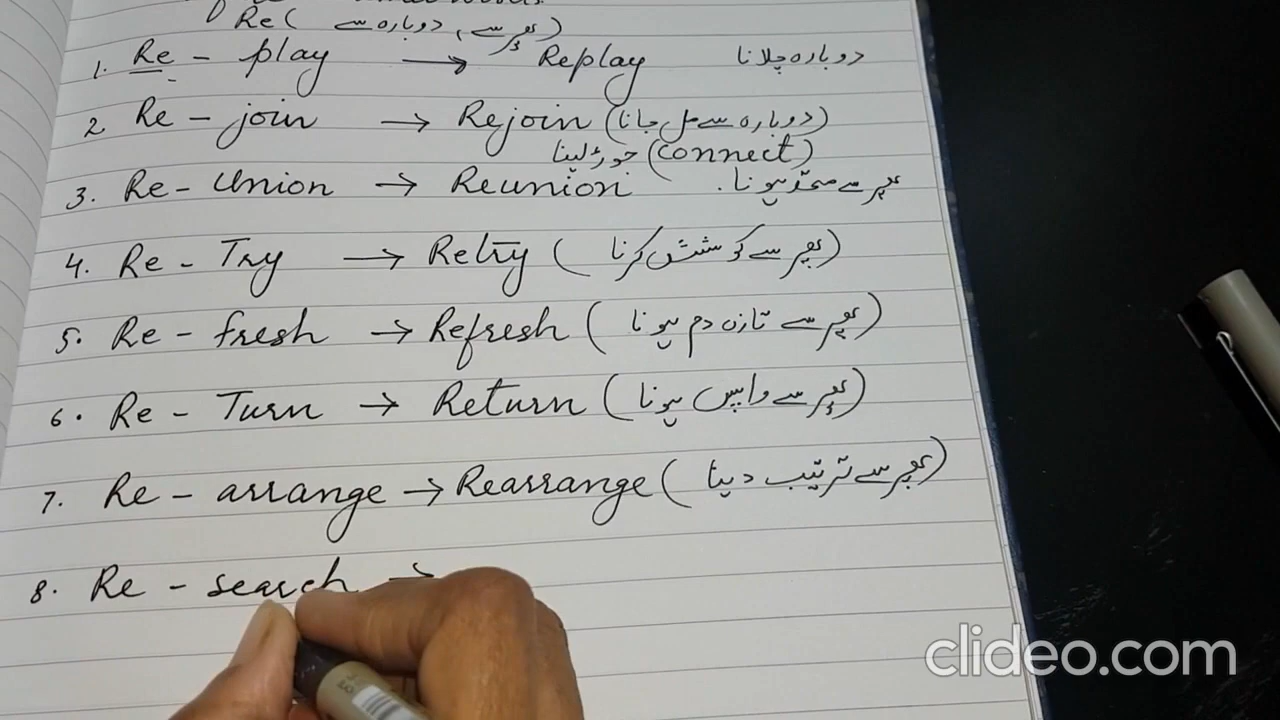 Re ( پھر سے, دوبارہ سے )
1. Re - play → Replay دوبارہ چلانا
2 Re - join → Rejoin (دوبارہ سے مل جانا)
جوڑ لینا (connect)
3. Re - Union → Reunion پھر سے متحد ہونا.
4. Re - Try → Retry ( پھر سے کوشش کرنا )
5. Re - fresh → Refresh ( پھر سے تازہ دم ہونا )
6. Re - Turn → Return ( پھر سے واپس ہونا )
7. Re - arrange → Rearrange ( پھر سے ترتیب دینا )
8. Re - search →
clideo.com